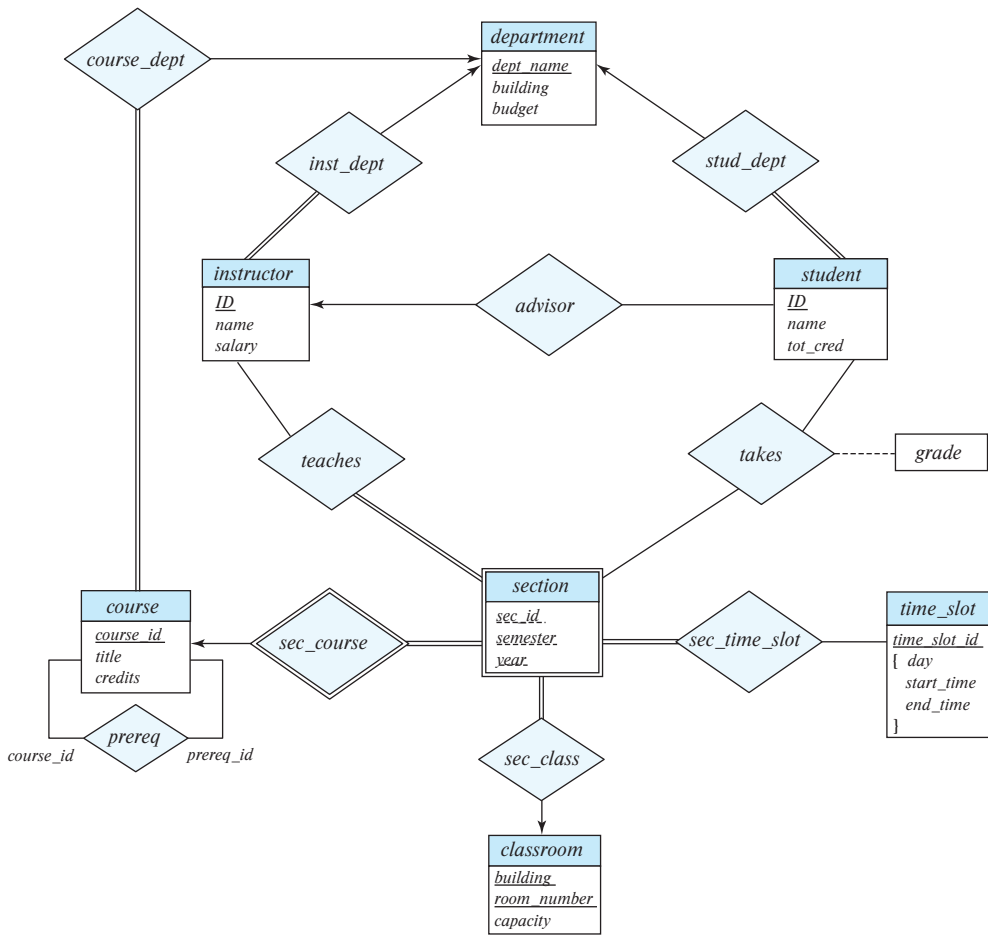 department
course_dept
dept_name
building
budget
inst_dept
stud_dept
instructor
ID
name
salary
advisor
student
ID
name
tot_cred
teaches
takes
grade
course
course_id
title
credits
sec_course
section
sec_id
semester
year
sec_time_slot
time_slot
time_slot_id
{ day
start_time
end_time
}
prereq
course_id
prereq_id
sec_class
classroom
building
room_number
capacity